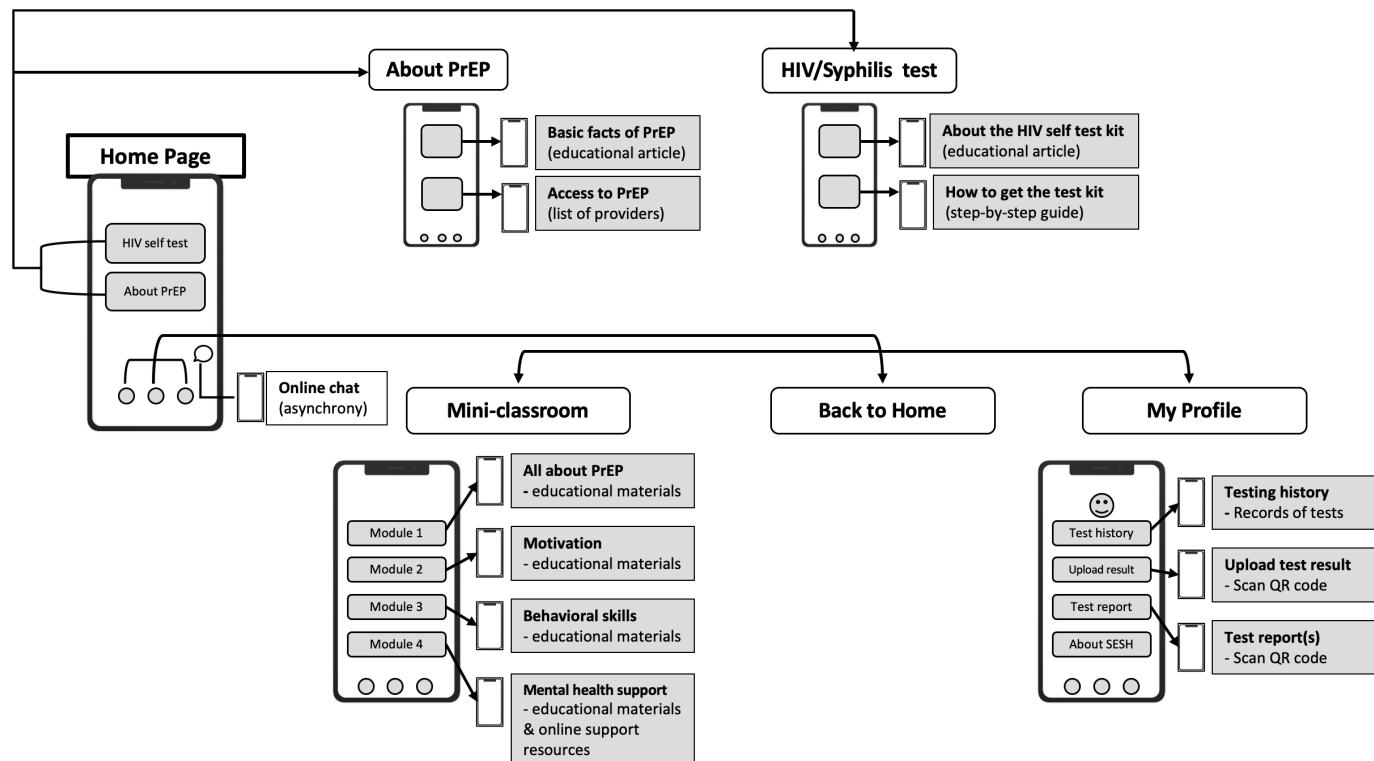 About PrEP
HIV/Syphilis test
Basic facts of PrEP
(educational article)
Access to PrEP
(list of providers)
About the HIV self test kit
(educational article)
How to get the test kit
(step-by-step guide)
Home Page
HIV self test
About PrEP
Online chat
(asynchrony)
Mini-classroom
Back to Home
My Profile
Module 1
Module 2
Module 3
Module 4
All about PrEP
- educational materials
Motivation
- educational materials
Behavioral skills
- educational materials
Mental health support
- educational materials
& online support
resources
Test history
Upload result
Test report
About SESH
Testing history
- Records of tests
Upload test result
- Scan QR code
Test report(s)
- Scan QR code